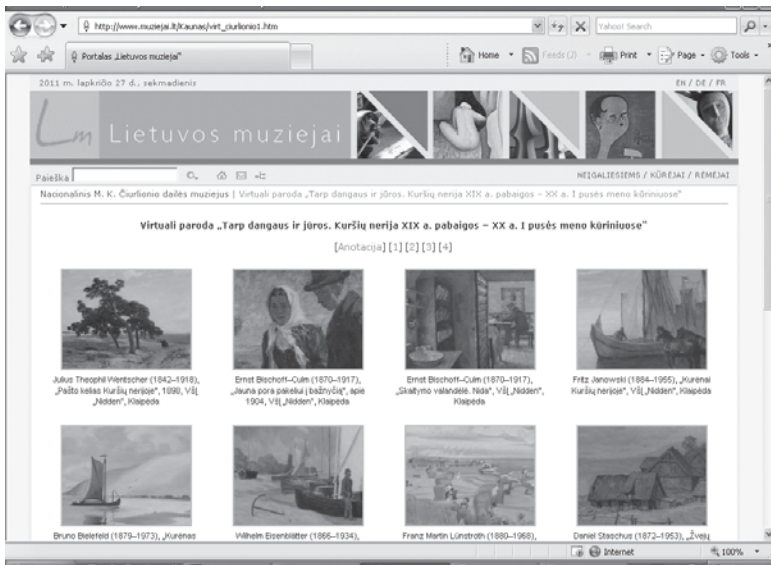 http://www.muziejai.lt/Kaunas/virt_ciurlionio1.htm
Yahoo! Search
Portalas „Lietuvos muziejai"
Home
Feeds (J)
Print
Page
Tools
2011 m. lapkričio 27 d., sekmadienis
EN / DE / FR
Lm Lietuvos muziejai
Paieška
NEĮGALIESIEMS / KŪRĖJAI / RĖMĖJAI
Nacionalinis M. K. Čiurlionio dailės muziejus | Virtuali paroda „Tarp dangaus ir jūros. Kuršių nerija XIX a. pabaigos – XX a. I pusės meno kūriniuose"
Virtuali paroda „Tarp dangaus ir jūros. Kuršių nerija XIX a. pabaigos – XX a. I pusės meno kūriniuose"
[Anotacija] [1] [2] [3] [4]
Julius Theophil Wentscher (1842–1918),
„Pašto kelias Kuršių nerijoje", 1898, VšĮ
„Nidden", Klaipėda
Ernst Bischoff–Culm (1870–1917),
„Jauna pora pakeliui į bažnyčią", apie
1904, VšĮ „Nidden", Klaipėda
Ernst Bischoff–Culm (1870–1917),
„Skaitymo valandėlė. Nida", VšĮ „Nidden",
Klaipėda
Fritz Janowski (1884–1955), „Kurėnai
Kuršių nerijoje", VšĮ „Nidden", Klaipėda
Bruno Bielefeld (1879–1973), „Kurėnas
Wilhelm Eisenblätter (1866–1934),
Franz Martin Lünstroth (1880–1968),
Daniel Staschus (1872–1953), „Žvejų
Internet
100%